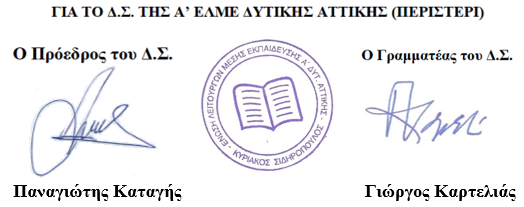 ΓΙΑ ΤΟ Δ.Σ. ΤΗΣ Α’ ΕΛΜΕ ΔΥΤΙΚΗΣ ΑΤΤΙΚΗΣ (ΠΕΡΙΣΤΕΡΙ)
Ο Πρόεδρος του Δ.Σ.
Ο Γραμματέας του Δ.Σ.
ΕΝΩΣΗ ΛΕΙΤΟΥΡΓΩΝ ΜΕΣΗΣ ΕΚΠΑΙΔΕΥΣΗΣ Α΄ ΔΥΤ. ΑΤΤΙΚΗΣ
ΚΥΡΙΑΚΟΣ ΣΙΔΗΡΟΠΟΥΛΟΣ
Παναγιώτης Καταγής
Γιώργος Καρτελιάς